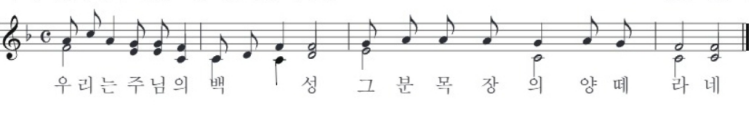 우리는주님의 백 성 그 분 목 장 의 양 떼 라 네